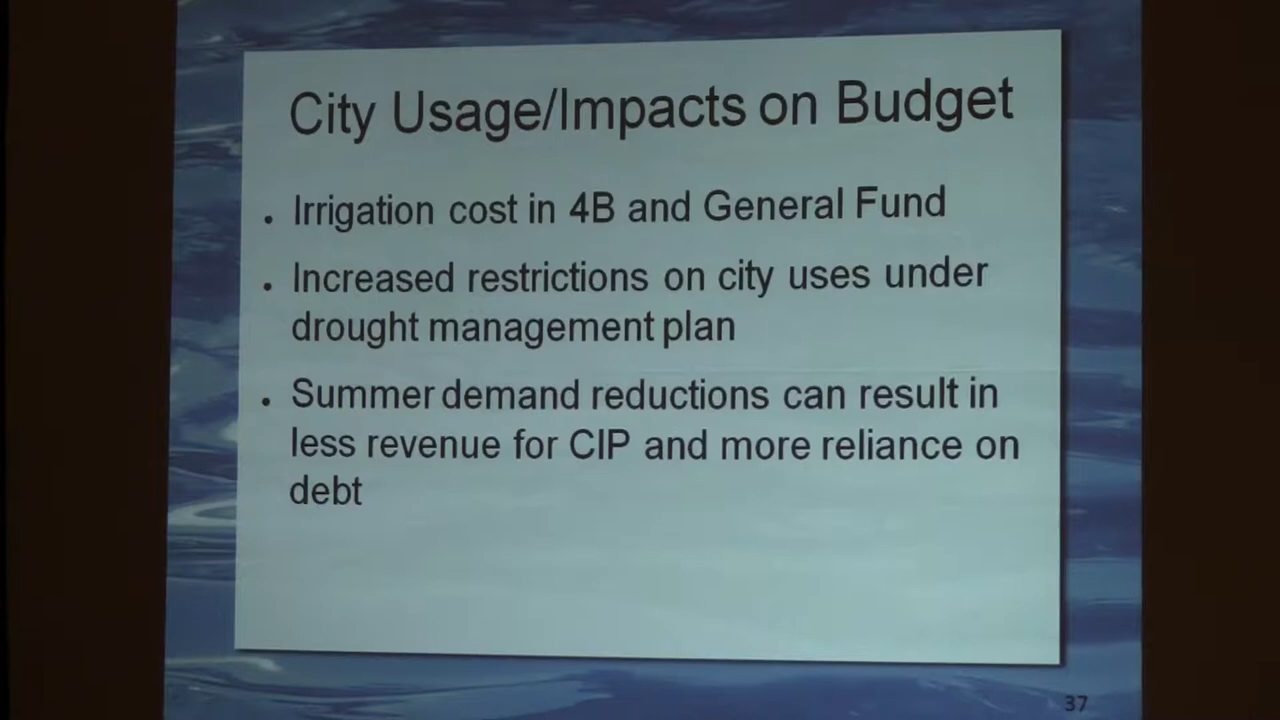 City Usage/Impacts on Budget
• Irrigation cost in 4B and General Fund
• Increased restrictions on city uses under
drought management plan
• Summer demand reductions can result in
less revenue for CIP and more reliance on
debt
37